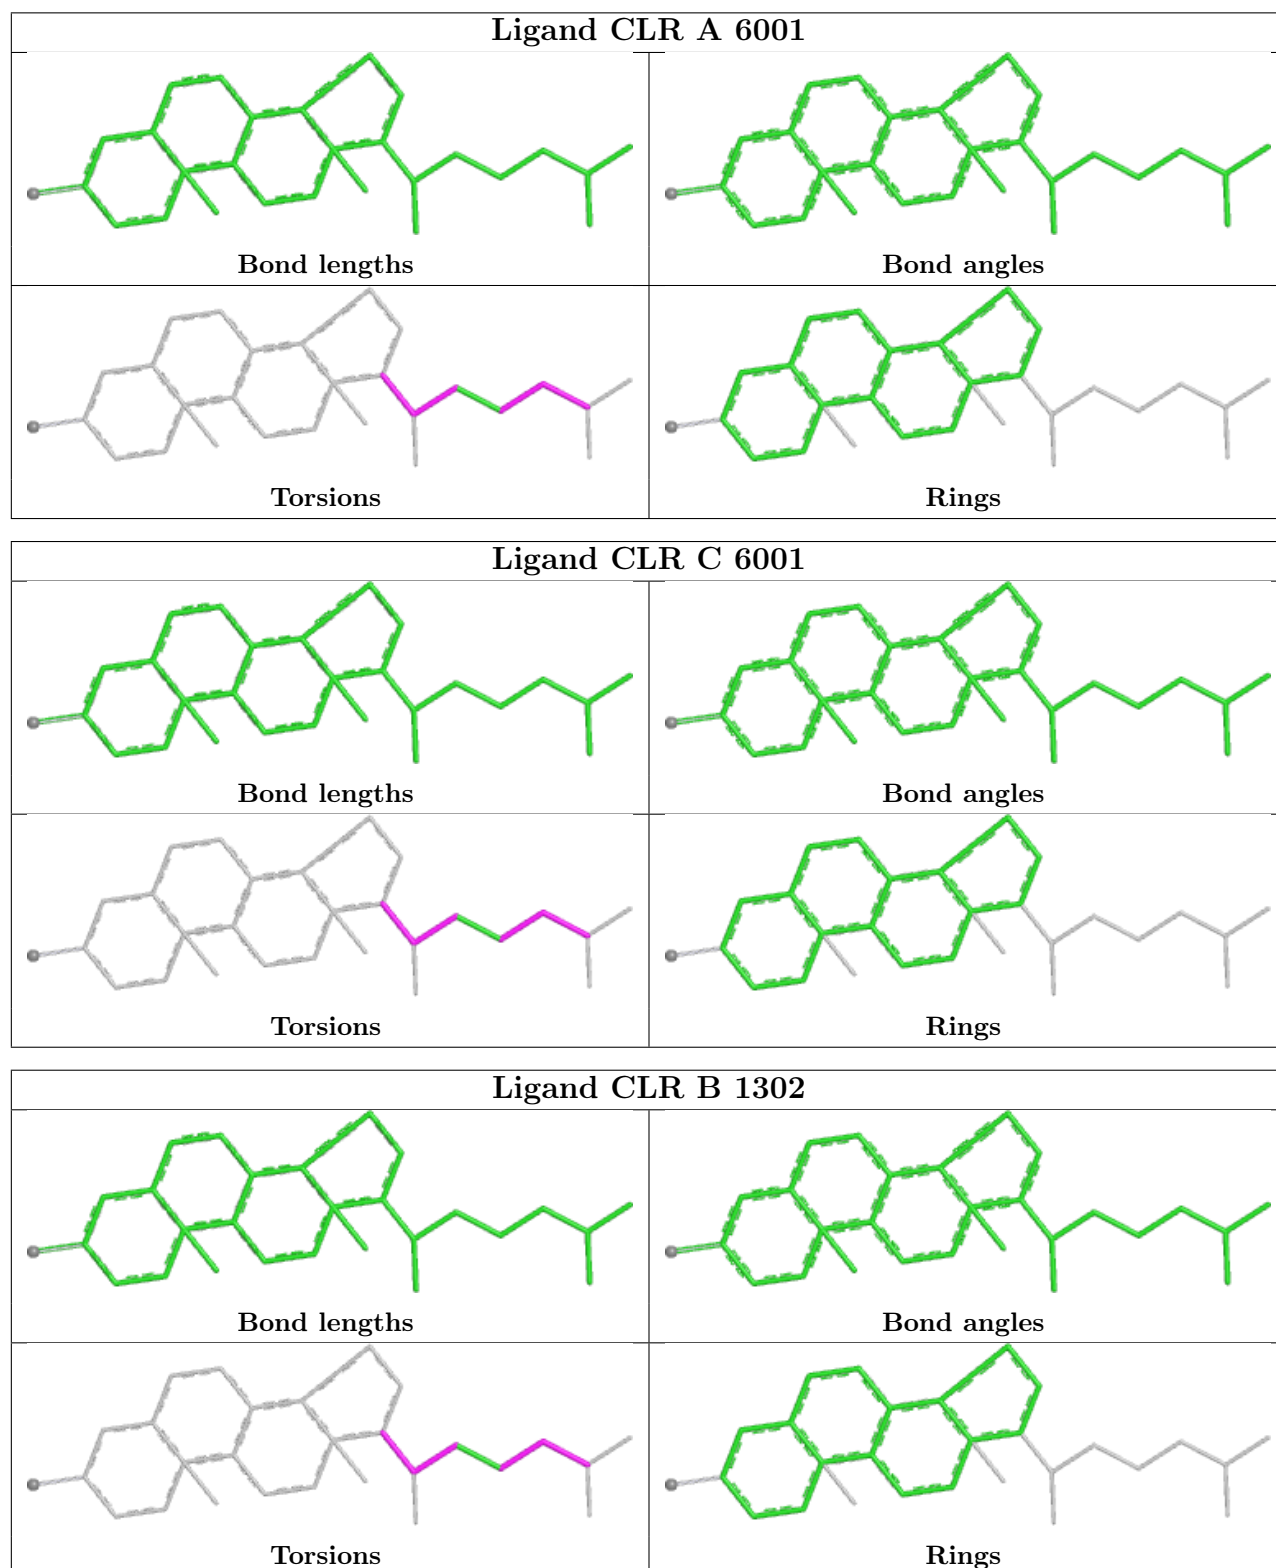 Ligand CLR A 6001
Bond lengths
Bond angles
Torsions
Rings
Ligand CLR C 6001
Bond lengths
Bond angles
Torsions
Rings
Ligand CLR B 1302
Bond lengths
Bond angles
Torsions
Rings